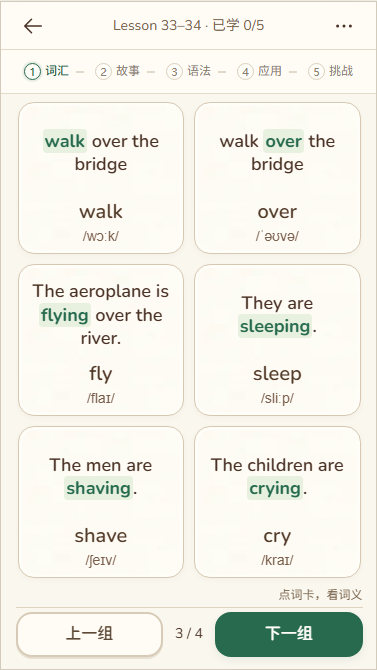 Lesson 33–34 · 已学 0/5
1 词汇 – 2 故事 – 3 语法 – 4 应用 – 5 挑战
walk over the
bridge
walk
/wɔːk/
walk over the
bridge
over
/ˈəʊvə/
The aeroplane is
flying over the
river.
fly
/flaɪ/
They are
sleeping.
sleep
/sliːp/
The men are
shaving.
shave
/ʃeɪv/
The children are
crying.
cry
/kraɪ/
点词卡，看词义
上一组 3 / 4 下一组